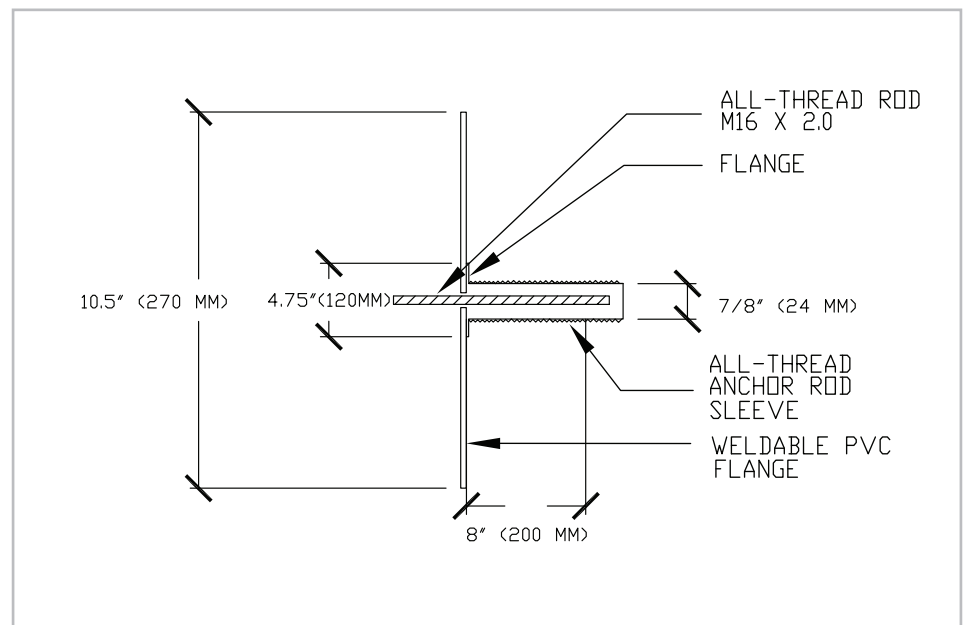 ALL-THREAD ROD
M16 X 2.0
FLANGE
10.5" (270 MM)
4.75"(120MM)
7/8" (24 MM)
ALL-THREAD
ANCHOR ROD
SLEEVE
WELDABLE PVC
FLANGE
8" (200 MM)